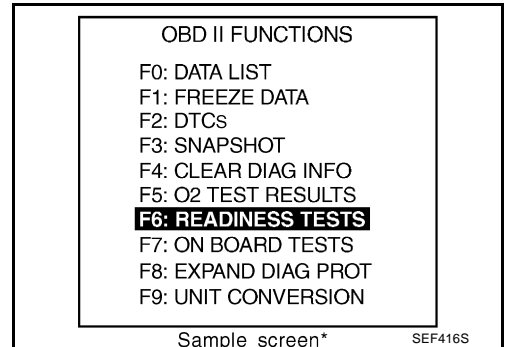 OBD II FUNCTIONS
F0: DATA LIST
F1: FREEZE DATA
F2: DTCs
F3: SNAPSHOT
F4: CLEAR DIAG INFO
F5: O2 TEST RESULTS
F6: READINESS TESTS
F7: ON BOARD TESTS
F8: EXPAND DIAG PROT
F9: UNIT CONVERSION
Sample screen*
SEF416S